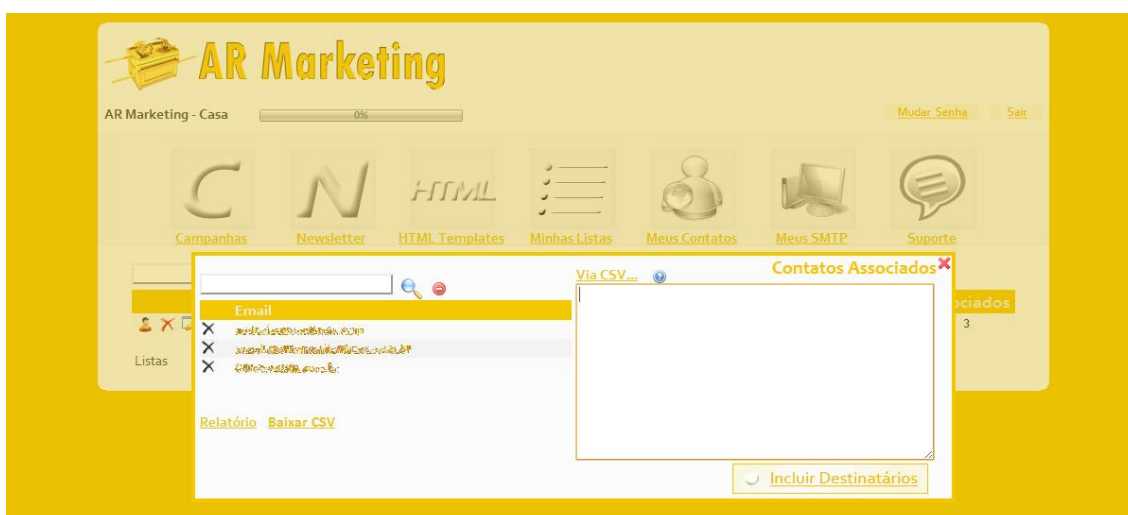 AR Marketing
AR Marketing - Casa
0%
Mudar Senha
Sair
Campanhas
Newsletter
HTML
HTML Templates
Minhas Listas
Meus Contatos
Meus SMTP
Suporte
Contatos Associados
Via CSV...
Email
ociados
3
Listas
Relatório
Baixar CSV
Incluir Destinatários